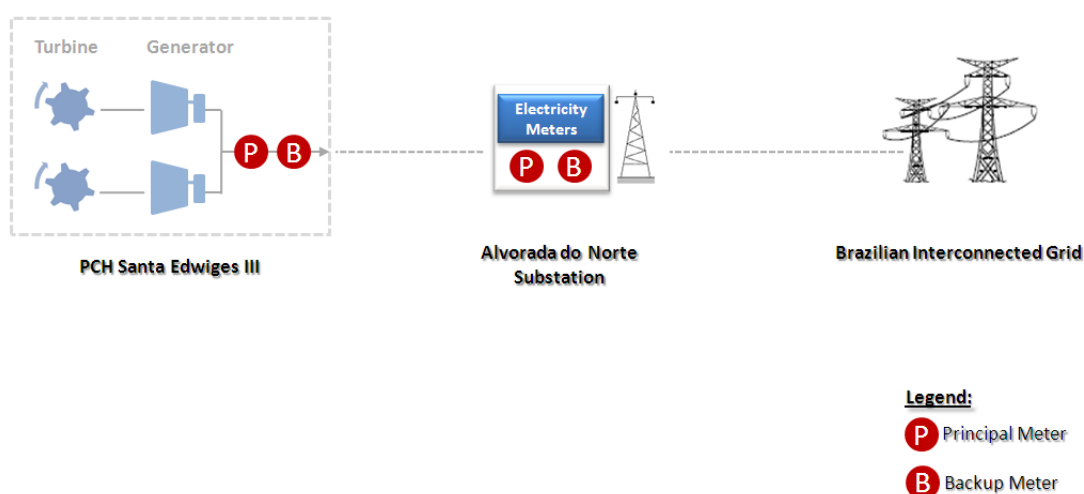 Turbine
Generator
P
B
PCH Santa Edwiges III
Electricity
Meters
P
B
Alvorada do Norte
Substation
Brazilian Interconnected Grid
Legend:
P Principal Meter
B Backup Meter